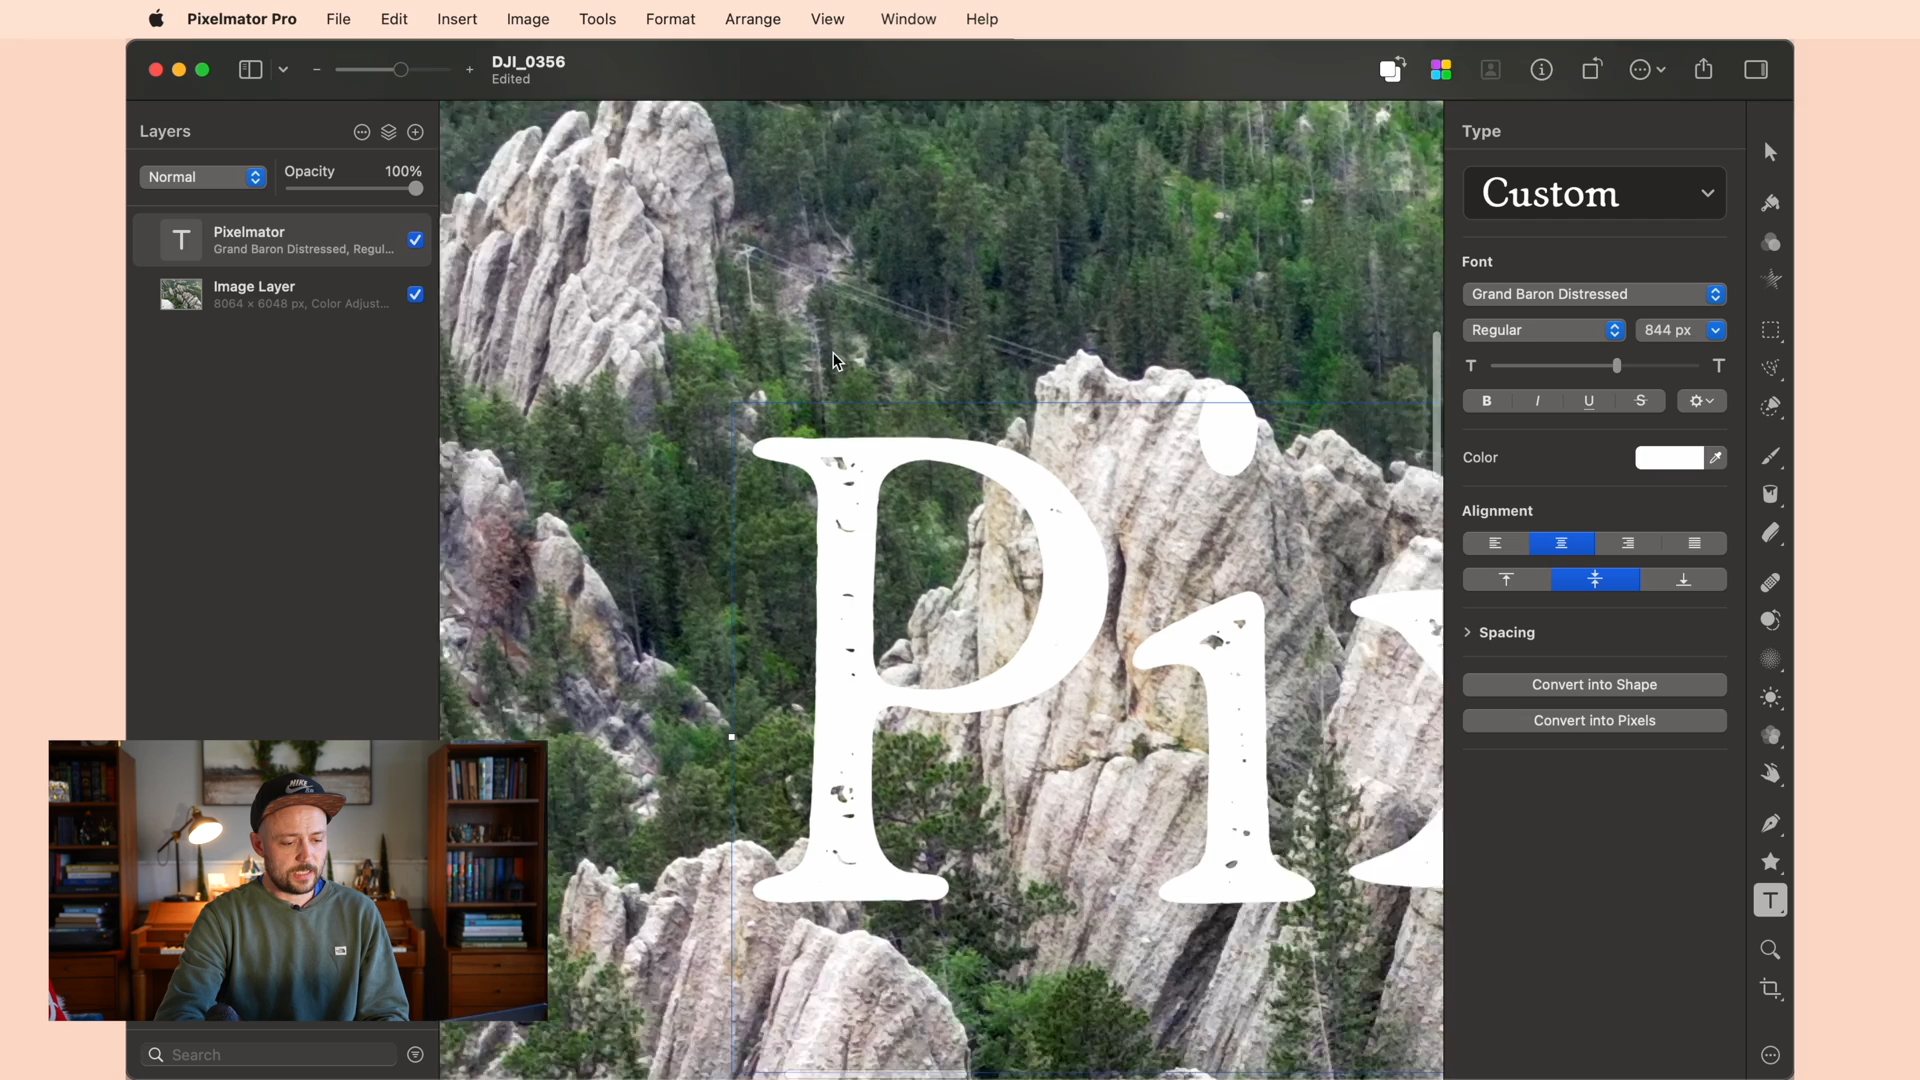 Pixelmator Pro File Edit Insert Image Tools Format Arrange View Window Help
DJI_0356
Edited
Layers
Normal
Opacity 100%
T
Pixelmator
Grand Baron Distressed, Regul...
Image Layer
8064 × 6048 px, Color Adjust...
Search
Pi
NIKE
Type
Custom
Font
Grand Baron Distressed
Regular
844 px
T T
B I U S
Color
Alignment
Spacing
Convert into Shape
Convert into Pixels
T